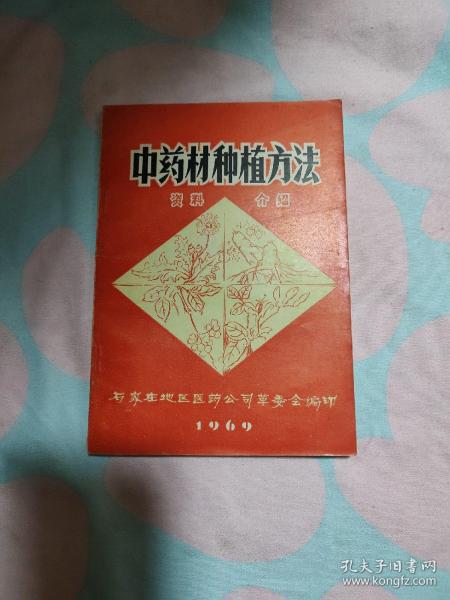 中药材种植方法
资料 介绍
石家庄地区医药公司革委会编印
1969
孔夫子旧书网
www.kongfz.com